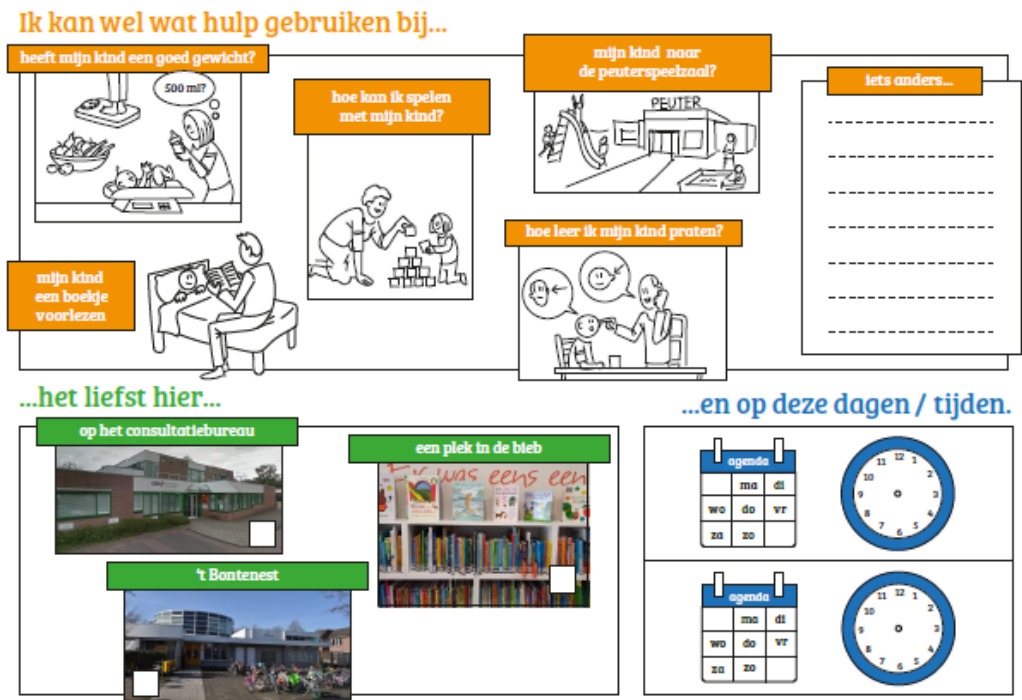 Ik kan wel wat hulp gebruiken bij...
heeft mijn kind een goed gewicht?
500 ml?
hoe kan ik spelen
met mijn kind?
mijn kind naar
de peuterspeelzaal?
PEUTER
iets anders...
mijn kind
een boekje
voorlezen
hoe leer ik mijn kind praten?
...het liefst hier...
op het consultatiebureau
een plek in de bieb
was eens een
't Bontenest
...en op deze dagen / tijden.
agenda
ma di
wo do vr
za zo
12 1 2 3 4 5 6 7 8 9 10 11
agenda
ma di
wo do vr
za zo
12 1 2 3 4 5 6 7 8 9 10 11